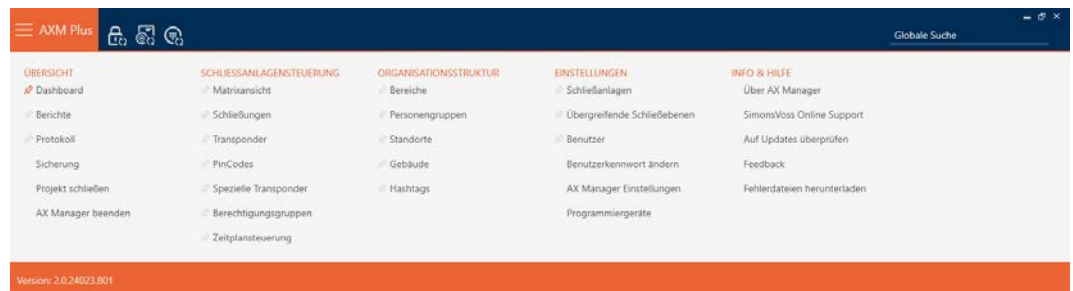 AXM Plus
Globale Suche
ÜBERSICHT
Dashboard
Berichte
Protokoll
Sicherung
Projekt schließen
AX Manager beenden
SCHLIESSANLAGENSTEUERUNG
Matrixansicht
Schließungen
Transponder
PinCodes
Spezielle Transponder
Berechtigungsgruppen
Zeitplansteuerung
ORGANISATIONSSTRUKTUR
Bereiche
Personengruppen
Standorte
Gebäude
Hashtags
EINSTELLUNGEN
Schließanlagen
Übergreifende Schließebenen
Benutzer
Benutzerkennwort ändern
AX Manager Einstellungen
Programmiergeräte
INFO & HILFE
Über AX Manager
SimonsVoss Online Support
Auf Updates überprüfen
Feedback
Fehlerdateien herunterladen
Version: 2.0.24023.801